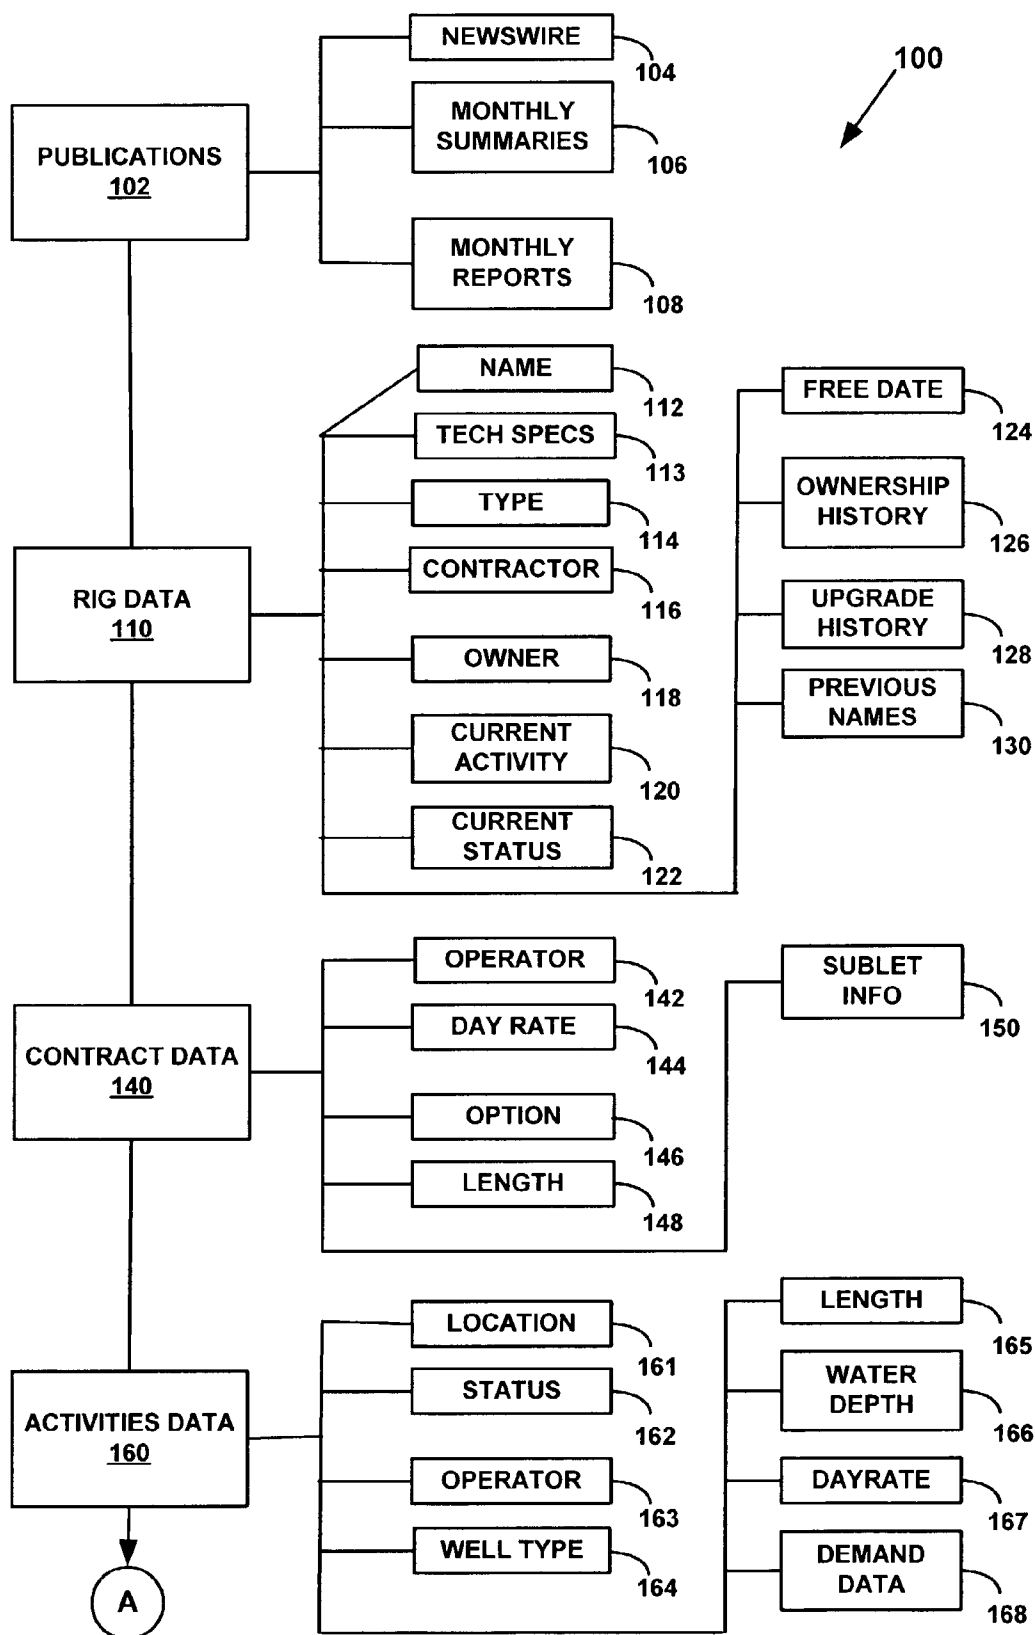 NEWSWIRE
104
100
MONTHLY
SUMMARIES
106
PUBLICATIONS
102
MONTHLY
REPORTS
108
NAME
112
TECH SPECS
113
TYPE
114
CONTRACTOR
116
RIG DATA
110
OWNER
118
CURRENT
ACTIVITY
120
CURRENT
STATUS
122
FREE DATE
124
OWNERSHIP
HISTORY
126
UPGRADE
HISTORY
128
PREVIOUS
NAMES
130
OPERATOR
142
DAY RATE
144
CONTRACT DATA
140
OPTION
146
LENGTH
148
SUBLET
INFO
150
LOCATION
161
STATUS
162
ACTIVITIES DATA
160
OPERATOR
163
WELL TYPE
164
LENGTH
165
WATER
DEPTH
166
DAYRATE
167
DEMAND
DATA
168
A